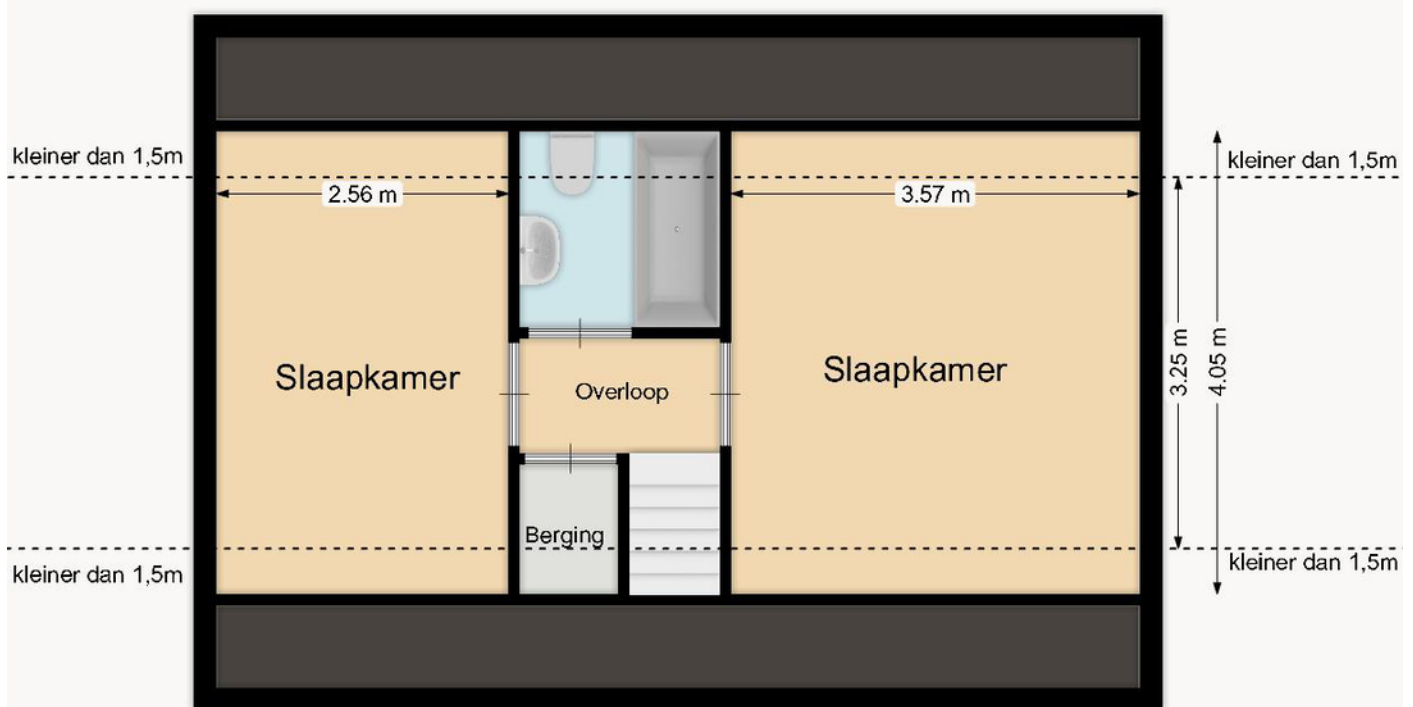 kleiner dan 1,5m
kleiner dan 1,5m
2.56 m
3.57 m
Slaapkamer
Slaapkamer
Overloop
3.25 m
4.05 m
Berging
kleiner dan 1,5m
kleiner dan 1,5m